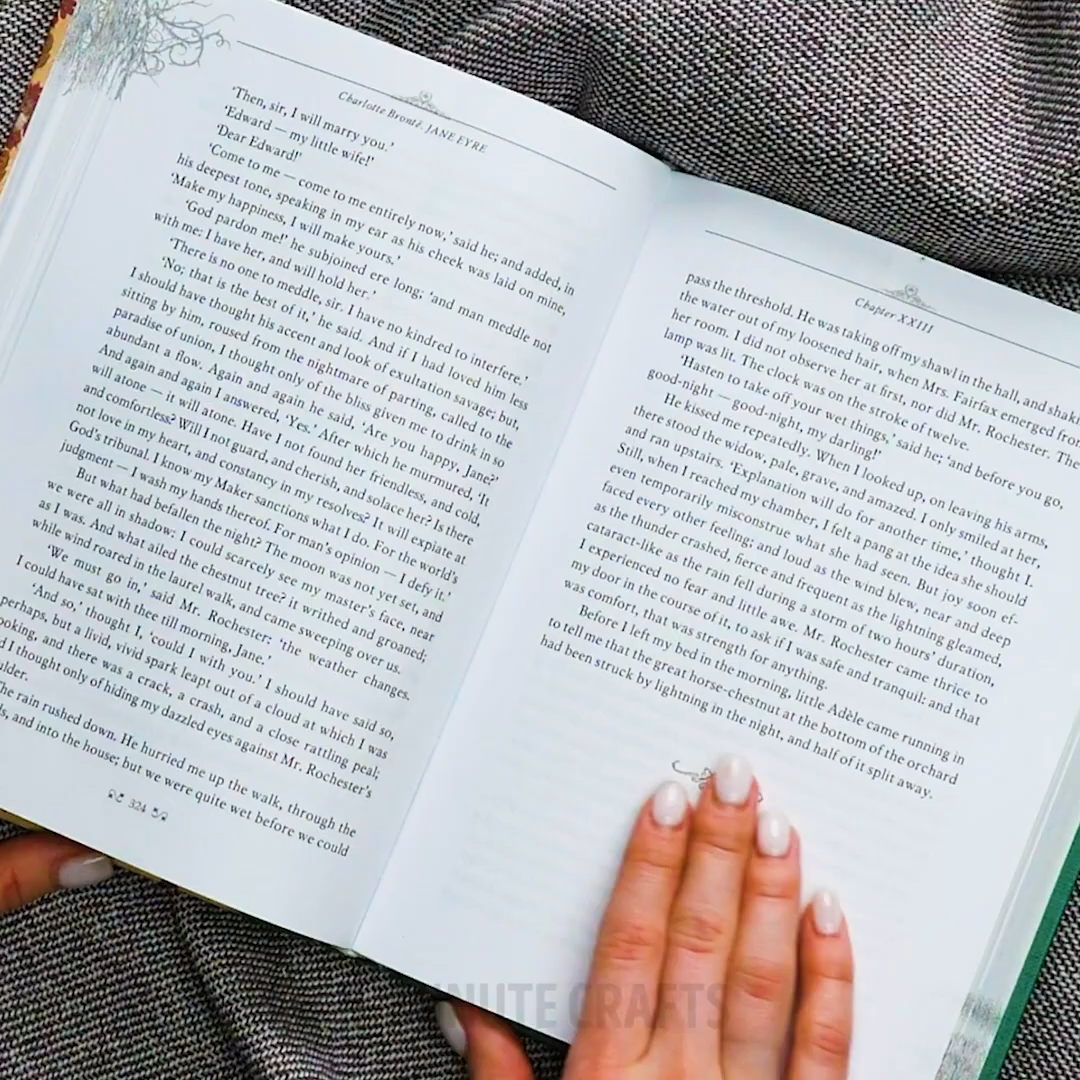 Charlotte Brontë. JANE EYRE
‘Then, sir, I will marry you.’
‘Edward — my little wife!’
‘Dear Edward!’
‘Come to me — come to me entirely now,’ said he; and added, in
his deepest tone, speaking in my ear as his cheek was laid on mine,
‘Make my happiness, I will make yours.’
‘God pardon me!’ he subjoined ere long; ‘and man meddle not
with me: I have her, and will hold her.’
‘There is no one to meddle, sir. I have no kindred to interfere.’
‘No; that is the best of it,’ he said. And if I had loved him less
I should have thought his accent and look of exultation savage; but,
sitting by him, roused from the nightmare of parting, called to the
paradise of union, I thought only of the bliss given me to drink in so
abundant a flow. Again and again he said, ‘Are you happy, Jane?’
And again and again I answered, ‘Yes.’ After which he murmured, ‘It
will atone — it will atone. Have I not found her friendless, and cold,
and comfortless? Will I not guard, and cherish, and solace her? Is there
not love in my heart, and constancy in my resolves? It will expiate at
God’s tribunal. I know my Maker sanctions what I do. For the world’s
judgment — I wash my hands thereof. For man’s opinion — I defy it.’
But what had befallen the night? The moon was not yet set, and
we were all in shadow: I could scarcely see my master’s face, near
as I was. And what ailed the chestnut tree? it writhed and groaned;
while wind roared in the laurel walk, and came sweeping over us.
‘We must go in,’ said Mr. Rochester; ‘the weather changes.
I could have sat with thee till morning, Jane.’
‘And so,’ thought I, ‘could I with you.’ I should have said so,
perhaps, but a livid, vivid spark leapt out of a cloud at which I was
ooking, and there was a crack, a crash, and a close rattling peal;
d I thought only of hiding my dazzled eyes against Mr. Rochester’s
ulder.
The rain rushed down. He hurried me up the walk, through the
s, and into the house; but we were quite wet before we could
324
Chapter XXIII
pass the threshold. He was taking off my shawl in the hall, and shaki
the water out of my loosened hair, when Mrs. Fairfax emerged fro
her room. I did not observe her at first, nor did Mr. Rochester. The
lamp was lit. The clock was on the stroke of twelve.
‘Hasten to take off your wet things,’ said he; ‘and before you go,
good-night — good-night, my darling!’
He kissed me repeatedly. When I looked up, on leaving his arms,
there stood the widow, pale, grave, and amazed. I only smiled at her,
and ran upstairs. ‘Explanation will do for another time,’ thought I.
Still, when I reached my chamber, I felt a pang at the idea she should
even temporarily misconstrue what she had seen. But joy soon ef-
faced every other feeling; and loud as the wind blew, near and deep
as the thunder crashed, fierce and frequent as the lightning gleamed,
cataract-like as the rain fell during a storm of two hours’ duration,
I experienced no fear and little awe. Mr. Rochester came thrice to
my door in the course of it, to ask if I was safe and tranquil: and that
was comfort, that was strength for anything.
Before I left my bed in the morning, little Adèle came running in
to tell me that the great horse-chestnut at the bottom of the orchard
had been struck by lightning in the night, and half of it split away.
INUTE CRAFTS